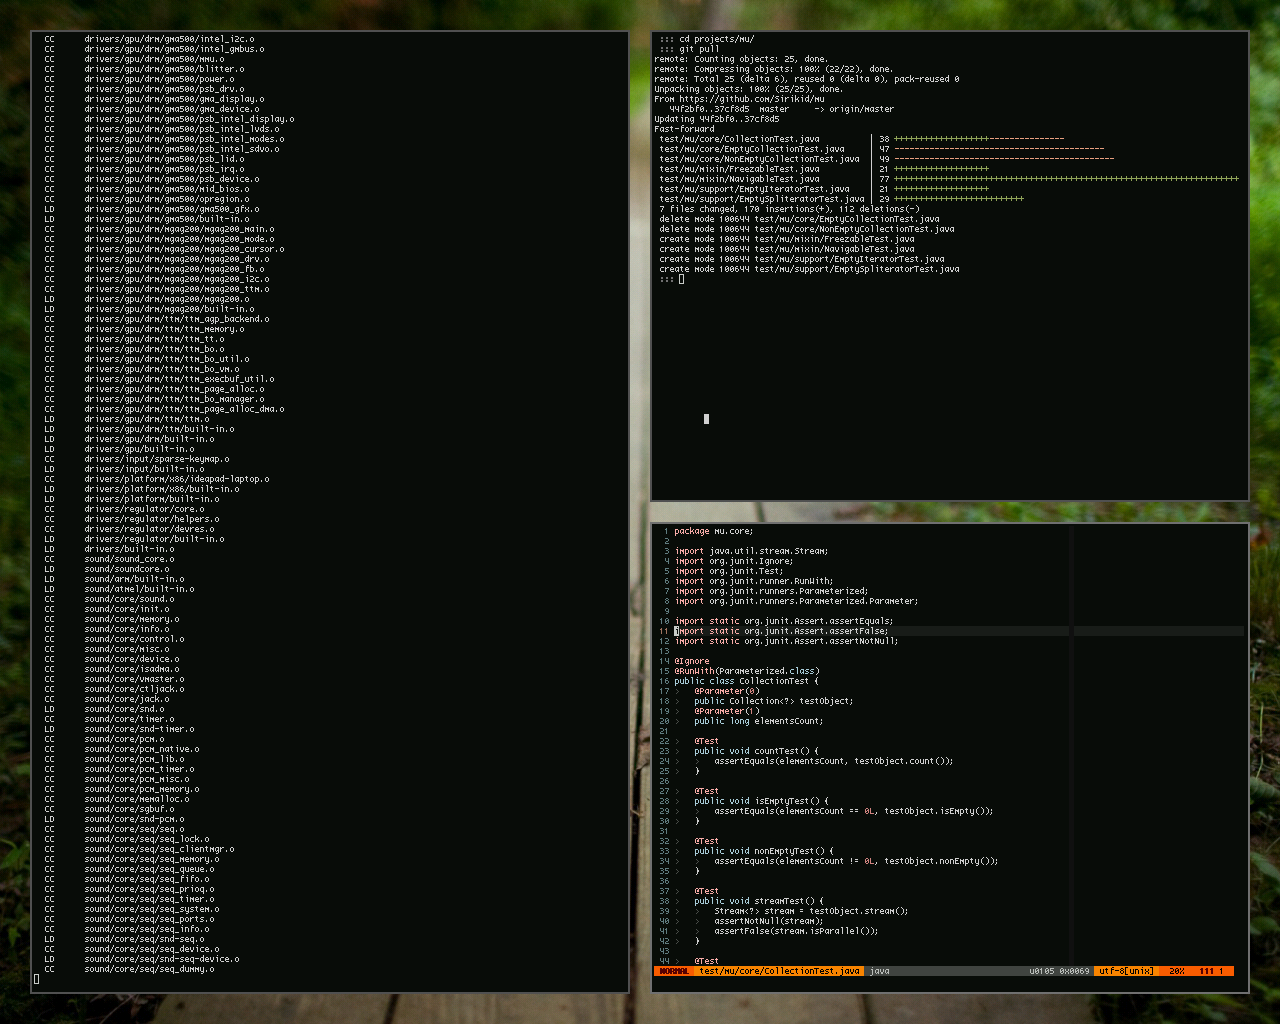 CC drivers/gpu/drm/gma500/intel_i2c.o
CC drivers/gpu/drm/gma500/intel_gmbus.o
CC drivers/gpu/drm/gma500/mmu.o
CC drivers/gpu/drm/gma500/blitter.o
CC drivers/gpu/drm/gma500/power.o
CC drivers/gpu/drm/gma500/psb_drv.o
CC drivers/gpu/drm/gma500/gma_display.o
CC drivers/gpu/drm/gma500/gma_device.o
CC drivers/gpu/drm/gma500/psb_intel_display.o
CC drivers/gpu/drm/gma500/psb_intel_lvds.o
CC drivers/gpu/drm/gma500/psb_intel_modes.o
CC drivers/gpu/drm/gma500/psb_intel_sdvo.o
CC drivers/gpu/drm/gma500/psb_lid.o
CC drivers/gpu/drm/gma500/psb_irq.o
CC drivers/gpu/drm/gma500/psb_device.o
CC drivers/gpu/drm/gma500/mid_bios.o
CC drivers/gpu/drm/gma500/opregion.o
LD drivers/gpu/drm/gma500/gma500_gfx.o
LD drivers/gpu/drm/gma500/built-in.o
CC drivers/gpu/drm/mgag200/mgag200_main.o
CC drivers/gpu/drm/mgag200/mgag200_mode.o
CC drivers/gpu/drm/mgag200/mgag200_cursor.o
CC drivers/gpu/drm/mgag200/mgag200_drv.o
CC drivers/gpu/drm/mgag200/mgag200_fb.o
CC drivers/gpu/drm/mgag200/mgag200_i2c.o
CC drivers/gpu/drm/mgag200/mgag200_ttm.o
LD drivers/gpu/drm/mgag200/mgag200.o
LD drivers/gpu/drm/mgag200/built-in.o
CC drivers/gpu/drm/ttm/ttm_agp_backend.o
CC drivers/gpu/drm/ttm/ttm_memory.o
CC drivers/gpu/drm/ttm/ttm_tt.o
CC drivers/gpu/drm/ttm/ttm_bo.o
CC drivers/gpu/drm/ttm/ttm_bo_util.o
CC drivers/gpu/drm/ttm/ttm_bo_vm.o
CC drivers/gpu/drm/ttm/ttm_execbuf_util.o
CC drivers/gpu/drm/ttm/ttm_page_alloc.o
CC drivers/gpu/drm/ttm/ttm_bo_manager.o
CC drivers/gpu/drm/ttm/ttm_page_alloc_dma.o
LD drivers/gpu/drm/ttm/ttm.o
LD drivers/gpu/drm/ttm/built-in.o
LD drivers/gpu/drm/built-in.o
LD drivers/gpu/built-in.o
CC drivers/input/sparse-keymap.o
LD drivers/input/built-in.o
CC drivers/platform/x86/ideapad-laptop.o
LD drivers/platform/x86/built-in.o
LD drivers/platform/built-in.o
CC drivers/regulator/core.o
CC drivers/regulator/helpers.o
CC drivers/regulator/devres.o
LD drivers/regulator/built-in.o
LD drivers/built-in.o
CC sound/sound_core.o
LD sound/soundcore.o
LD sound/arm/built-in.o
LD sound/atmel/built-in.o
CC sound/core/sound.o
CC sound/core/init.o
CC sound/core/memory.o
CC sound/core/info.o
CC sound/core/control.o
CC sound/core/misc.o
CC sound/core/device.o
CC sound/core/isadma.o
CC sound/core/vmaster.o
CC sound/core/ctljack.o
CC sound/core/jack.o
LD sound/core/snd.o
CC sound/core/timer.o
LD sound/core/snd-timer.o
CC sound/core/pcm.o
CC sound/core/pcm_native.o
CC sound/core/pcm_lib.o
CC sound/core/pcm_timer.o
CC sound/core/pcm_misc.o
CC sound/core/pcm_memory.o
CC sound/core/memalloc.o
CC sound/core/sgbuf.o
LD sound/core/snd-pcm.o
CC sound/core/seq/seq.o
CC sound/core/seq/seq_lock.o
CC sound/core/seq/seq_clientmgr.o
CC sound/core/seq/seq_memory.o
CC sound/core/seq/seq_queue.o
CC sound/core/seq/seq_fifo.o
CC sound/core/seq/seq_prioq.o
CC sound/core/seq/seq_timer.o
CC sound/core/seq/seq_system.o
CC sound/core/seq/seq_ports.o
CC sound/core/seq/seq_info.o
LD sound/core/seq/snd-seq.o
CC sound/core/seq/seq_device.o
LD sound/core/seq/snd-seq-device.o
CC sound/core/seq/seq_dummy.o
::: cd projects/mu/
::: git pull
remote: Counting objects: 25, done.
remote: Compressing objects: 100% (22/22), done.
remote: Total 25 (delta 6), reused 0 (delta 0), pack-reused 0
Unpacking objects: 100% (25/25), done.
From https://github.com/Sirikid/mu
44f2bf0..37cf8d5 master -> origin/master
Updating 44f2bf0..37cf8d5
Fast-forward
test/mu/core/CollectionTest.java | 38 +++++++++++++++++++---------------
test/mu/core/EmptyCollectionTest.java | 47 ------------------------------------------
test/mu/core/NonEmptyCollectionTest.java | 49 --------------------------------------------
test/mu/mixin/FreezableTest.java | 21 +++++++++++++++++++
test/mu/mixin/NavigableTest.java | 77 +++++++++++++++++++++++++++++++++++++++++++++++++++++++++++++++++++++
test/mu/support/EmptyIteratorTest.java | 21 +++++++++++++++++++
test/mu/support/EmptySpliteratorTest.java | 29 ++++++++++++++++++++++++++
7 files changed, 170 insertions(+), 112 deletions(-)
delete mode 100644 test/mu/core/EmptyCollectionTest.java
delete mode 100644 test/mu/core/NonEmptyCollectionTest.java
create mode 100644 test/mu/mixin/FreezableTest.java
create mode 100644 test/mu/mixin/NavigableTest.java
create mode 100644 test/mu/support/EmptyIteratorTest.java
create mode 100644 test/mu/support/EmptySpliteratorTest.java
:::
1 package mu.core;
2
3 import java.util.stream.Stream;
4 import org.junit.Ignore;
5 import org.junit.Test;
6 import org.junit.runner.RunWith;
7 import org.junit.runners.Parameterized;
8 import org.junit.runners.Parameterized.Parameter;
9
10 import static org.junit.Assert.assertEquals;
11 import static org.junit.Assert.assertFalse;
12 import static org.junit.Assert.assertNotNull;
13
14 @Ignore
15 @RunWith(Parameterized.class)
16 public class CollectionTest {
17 > @Parameter(0)
18 > public Collection<?> testObject;
19 > @Parameter(1)
20 > public long elementsCount;
21
22 > @Test
23 > public void countTest() {
24 > > assertEquals(elementsCount, testObject.count());
25 > }
26
27 > @Test
28 > public void isEmptyTest() {
29 > > assertEquals(elementsCount == 0L, testObject.isEmpty());
30 > }
31
32 > @Test
33 > public void nonEmptyTest() {
34 > > assertEquals(elementsCount != 0L, testObject.nonEmpty());
35 > }
36
37 > @Test
38 > public void streamTest() {
39 > > Stream<?> stream = testObject.stream();
40 > > assertNotNull(stream);
41 > > assertFalse(stream.isParallel());
42 > }
43
44 > @Test
NORMAL test/mu/core/CollectionTest.java java u0105 0x0069 utf-8[unix] 20% 11: 1